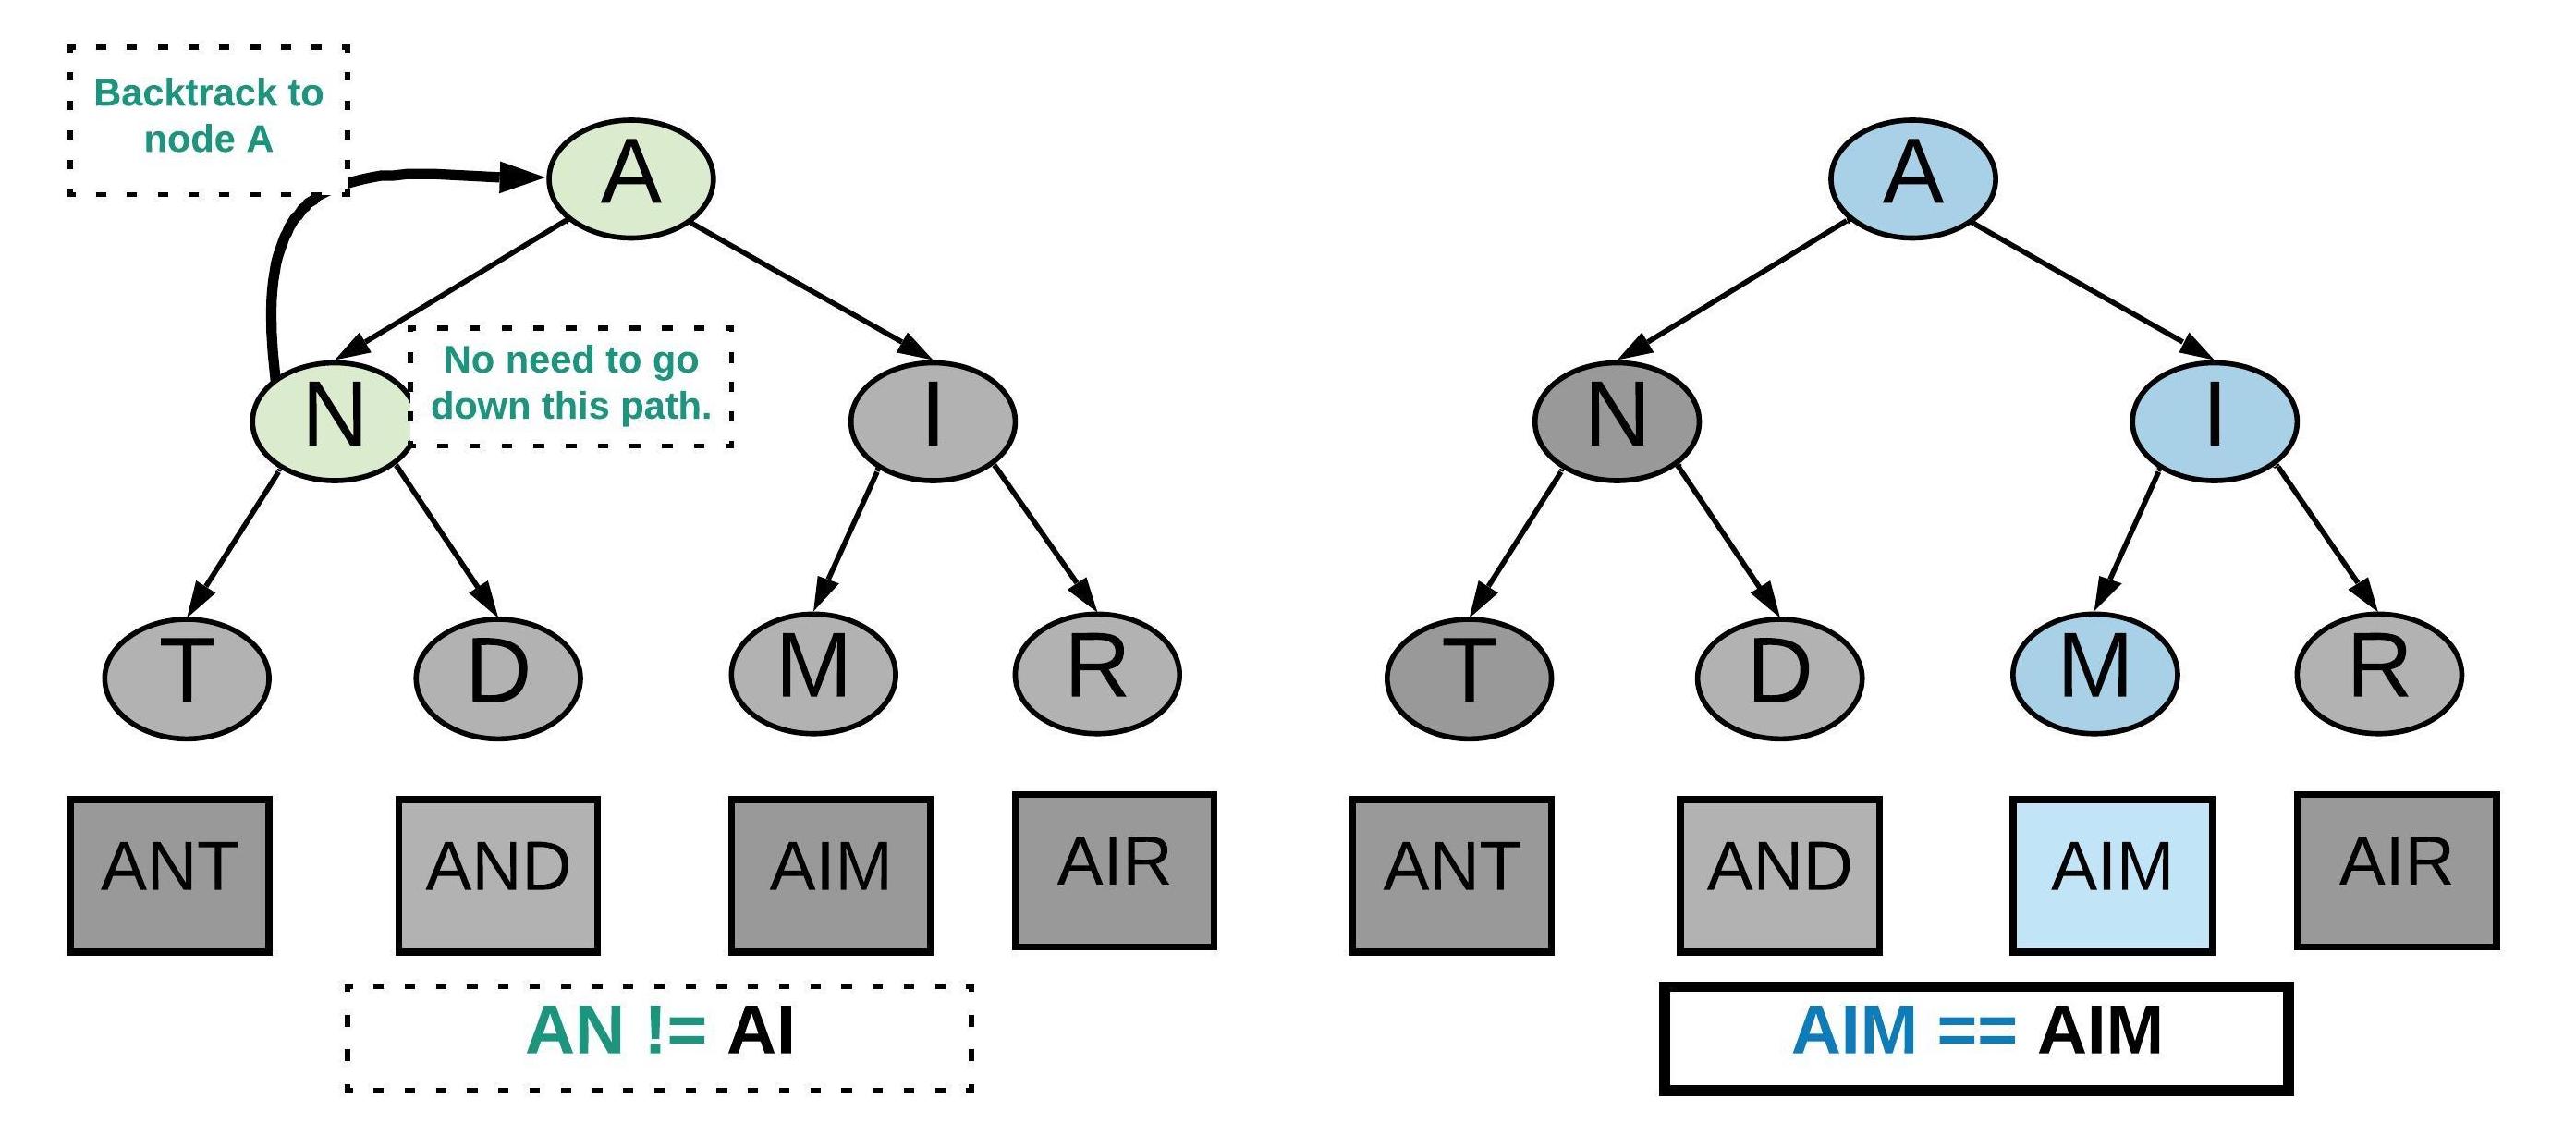 Backtrack to
node A
A
N
No need to go
down this path.
I
T
D
M
R
ANT
AND
AIM
AIR
AN != AI
A
N
I
T
D
M
R
ANT
AND
AIM
AIR
AIM == AIM